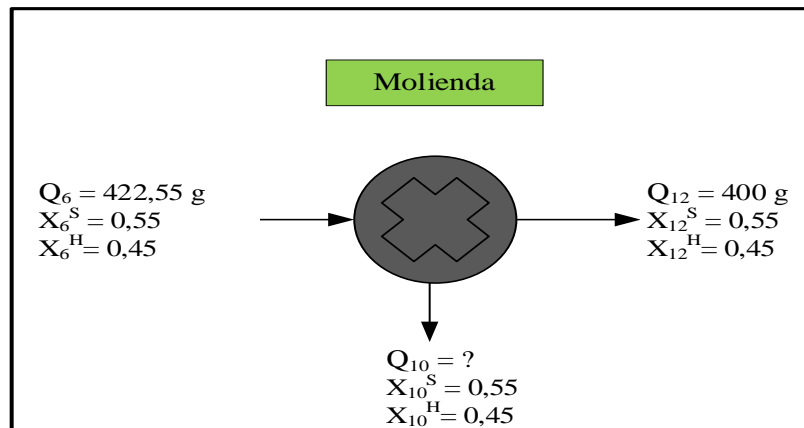 Molienda
Q₆ = 422,55 g
X₆ˢ = 0,55
X₆ᴴ= 0,45
Q₁₂ = 400 g
X₁₂ˢ = 0,55
X₁₂ᴴ= 0,45
Q₁₀ = ?
X₁₀ˢ = 0,55
X₁₀ᴴ= 0,45